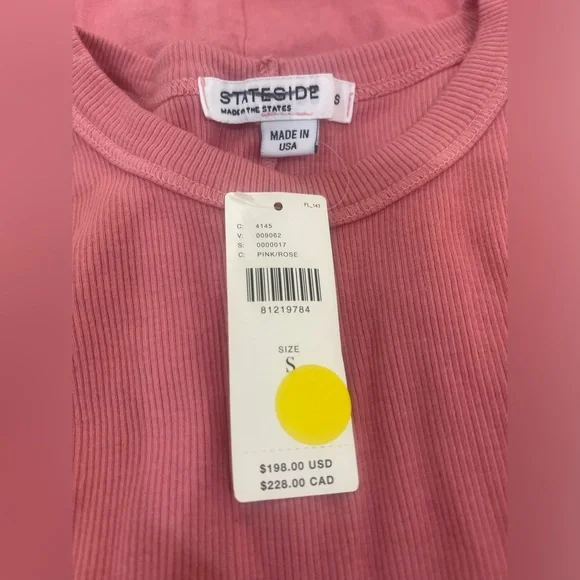 STATESIDE
MADE IN THE STATES
S
MADE IN
USA
FL_143
D: 4145
V: 009062
S: 0000017
C: PINK/ROSE
81219784
SIZE
S
$198.00 USD
$228.00 CAD